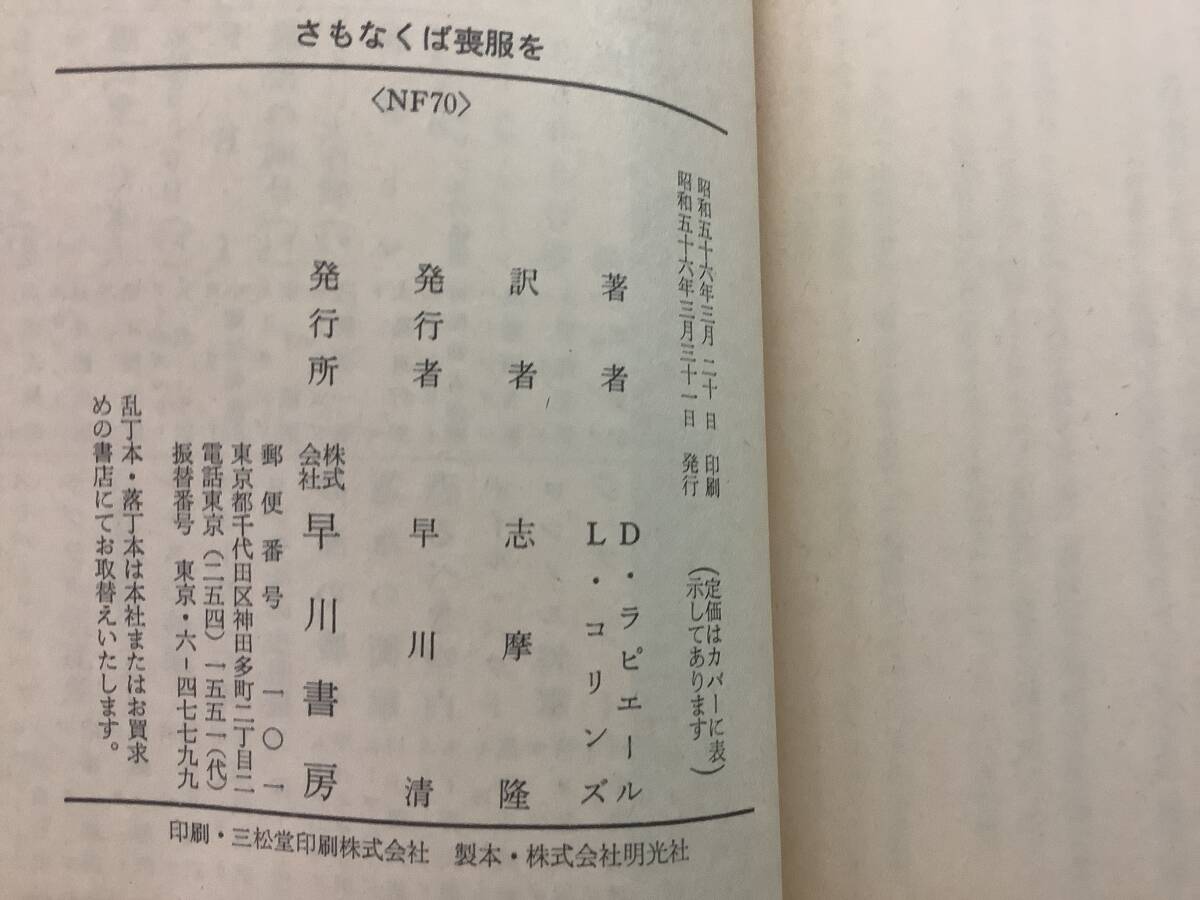 さもなくば喪服を
〈NF70〉
昭和五十六年三月二十日　印刷
昭和五十六年三月三十一日　発行
（定価はカバーに表
示してあります）
著者　D・ラピエール
L・コリンズ
訳者　志摩隆
発行者　早川清
発行所　株式会社早川書房
郵便番号　一〇一
東京都千代田区神田多町二丁目二
電話東京（二五四）一五五一（代）
振替番号　東京・六－四七七九九
乱丁本・落丁本は本社またはお買求
めの書店にてお取替えいたします。
印刷・三松堂印刷株式会社　製本・株式会社明光社